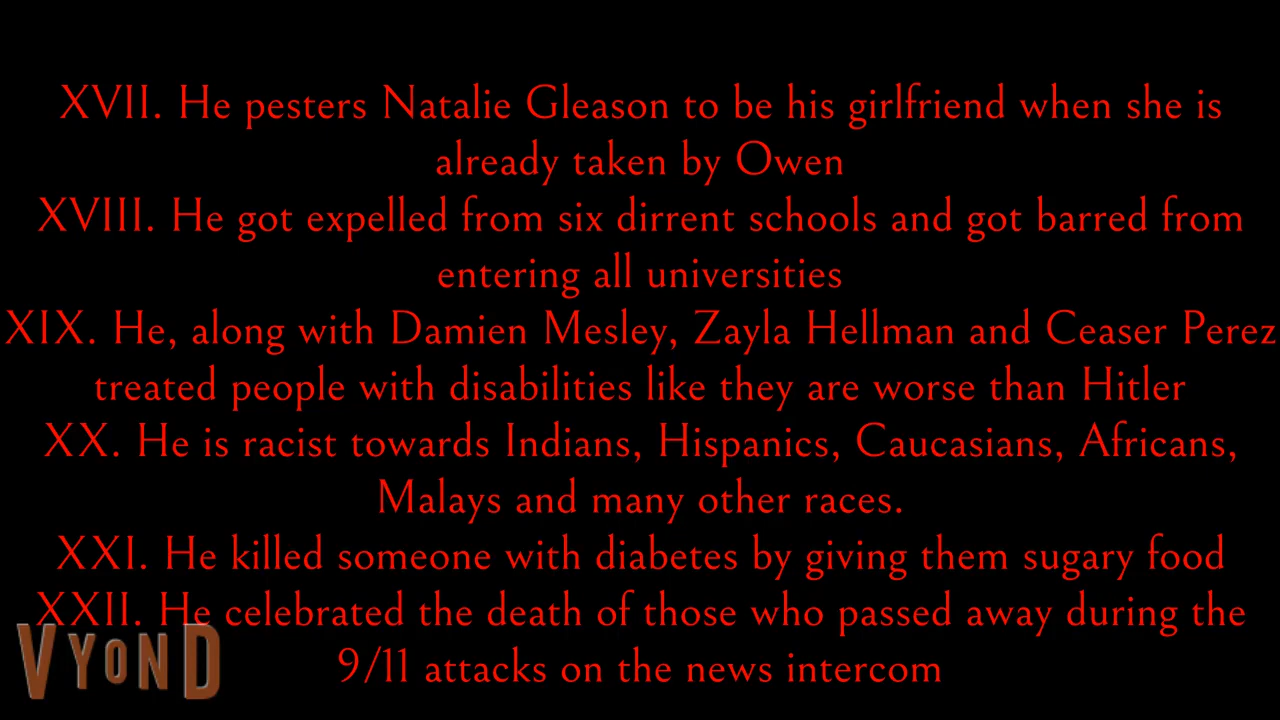 XVII. He pesters Natalie Gleason to be his girlfriend when she is
already taken by Owen
XVIII. He got expelled from six dirrent schools and got barred from
entering all universities
XIX. He, along with Damien Mesley, Zayla Hellman and Ceaser Perez
treated people with disabilities like they are worse than Hitler
XX. He is racist towards Indians, Hispanics, Caucasians, Africans,
Malays and many other races.
XXI. He killed someone with diabetes by giving them sugary food
XXII. He celebrated the death of those who passed away during the
9/11 attacks on the news intercom
VYOND